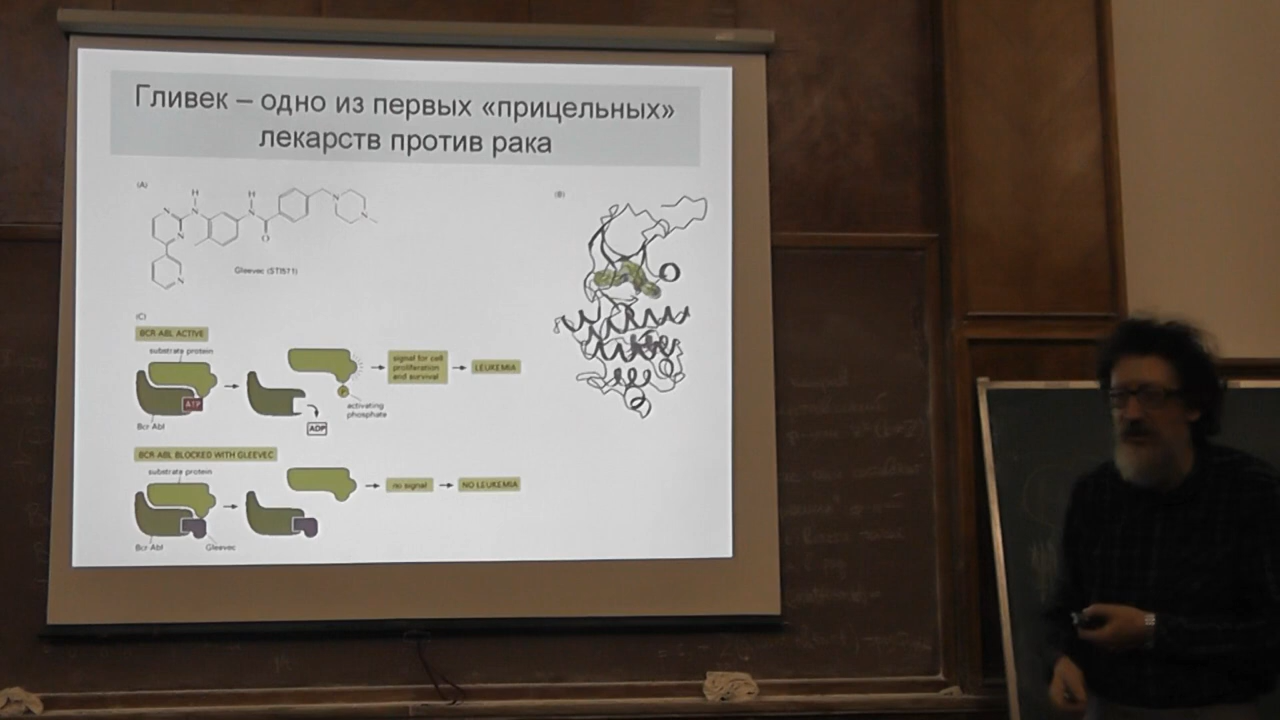 Гливек – одно из первых «прицельных»
лекарств против рака
(A)
(B)
H
H
N
N
N
N
N
N
N
O
Gleevec (STI571)
(C)
BCR ABL ACTIVE
substrate protein
ATP
Bcr Abl
ADP
P
activating
phosphate
signal for cell
proliferation
and survival
LEUKEMIA
BCR ABL BLOCKED WITH GLEEVEC
substrate protein
Bcr-Abl
Gleevec
no signal
NO LEUKEMIA